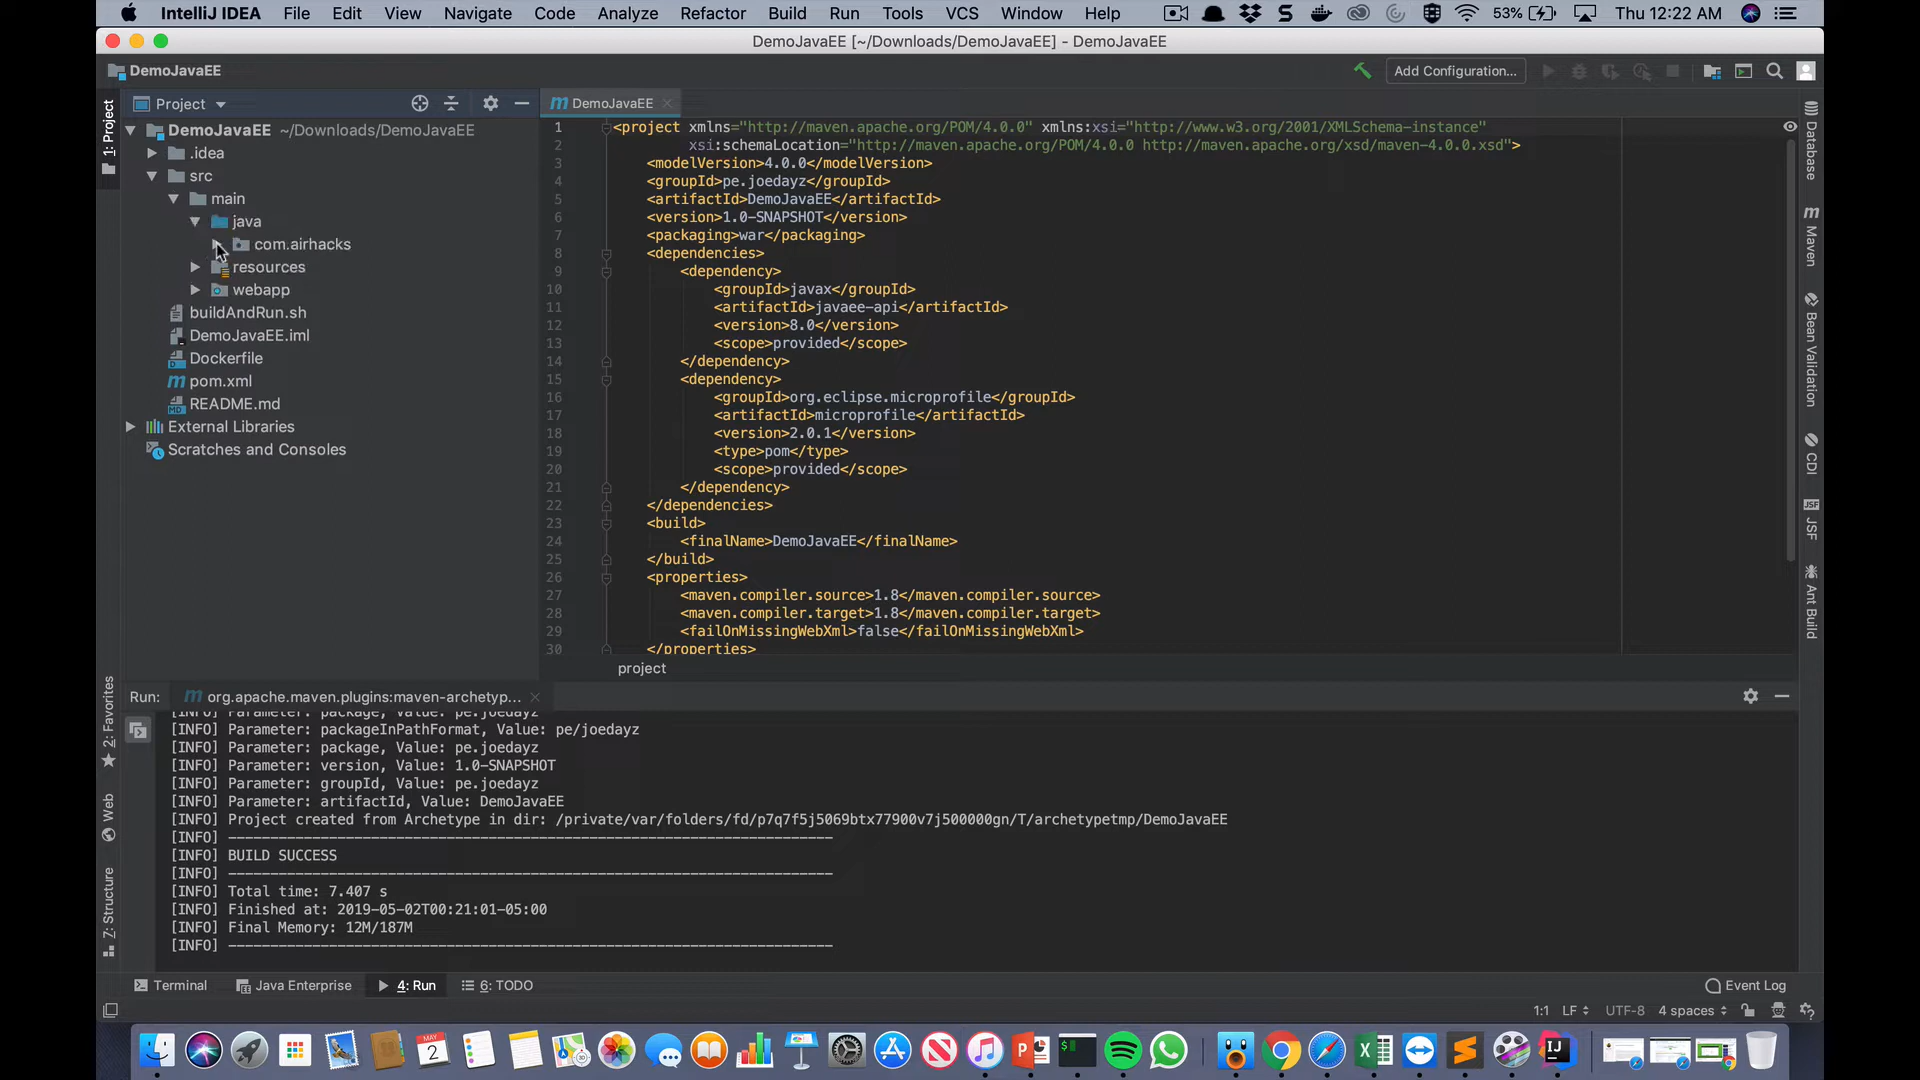 IntelliJ IDEA File Edit View Navigate Code Analyze Refactor Build Run Tools VCS Window Help 53% Thu 12:22 AM
DemoJavaEE [~/Downloads/DemoJavaEE] - DemoJavaEE
DemoJavaEE
Add Configuration...
1: Project
Project
DemoJavaEE ~/Downloads/DemoJavaEE
.idea
src
main
java
com.airhacks
resources
webapp
buildAndRun.sh
DemoJavaEE.iml
Dockerfile
pom.xml
README.md
External Libraries
Scratches and Consoles
DemoJavaEE
1 <project xmlns="http://maven.apache.org/POM/4.0.0" xmlns:xsi="http://www.w3.org/2001/XMLSchema-instance"
2 xsi:schemaLocation="http://maven.apache.org/POM/4.0.0 http://maven.apache.org/xsd/maven-4.0.0.xsd">
3 <modelVersion>4.0.0</modelVersion>
4 <groupId>pe.joedayz</groupId>
5 <artifactId>DemoJavaEE</artifactId>
6 <version>1.0-SNAPSHOT</version>
7 <packaging>war</packaging>
8 <dependencies>
9 <dependency>
10 <groupId>javax</groupId>
11 <artifactId>javaee-api</artifactId>
12 <version>8.0</version>
13 <scope>provided</scope>
14 </dependency>
15 <dependency>
16 <groupId>org.eclipse.microprofile</groupId>
17 <artifactId>microprofile</artifactId>
18 <version>2.0.1</version>
19 <type>pom</type>
20 <scope>provided</scope>
21 </dependency>
22 </dependencies>
23 <build>
24 <finalName>DemoJavaEE</finalName>
25 </build>
26 <properties>
27 <maven.compiler.source>1.8</maven.compiler.source>
28 <maven.compiler.target>1.8</maven.compiler.target>
29 <failOnMissingWebXml>false</failOnMissingWebXml>
30 </properties>
project
Database
Maven
Bean Validation
CDI
JSF
JSF
Ant Build
2: Favorites
Web
Z: Structure
Run: org.apache.maven.plugins:maven-archetyp...
[INFO] Parameter: package, Value: pe.joedayz
[INFO] Parameter: packageInPathFormat, Value: pe/joedayz
[INFO] Parameter: package, Value: pe.joedayz
[INFO] Parameter: version, Value: 1.0-SNAPSHOT
[INFO] Parameter: groupId, Value: pe.joedayz
[INFO] Parameter: artifactId, Value: DemoJavaEE
[INFO] Project created from Archetype in dir: /private/var/folders/fd/p7q7f5j5069btx77900v7j500000gn/T/archetypetmp/DemoJavaEE
[INFO] ------------------------------------------------------------------------
[INFO] BUILD SUCCESS
[INFO] ------------------------------------------------------------------------
[INFO] Total time: 7.407 s
[INFO] Finished at: 2019-05-02T00:21:01-05:00
[INFO] Final Memory: 12M/187M
[INFO] ------------------------------------------------------------------------
Terminal Java Enterprise 4: Run 6: TODO Event Log
1:1 LF UTF-8 4 spaces
MAY
2